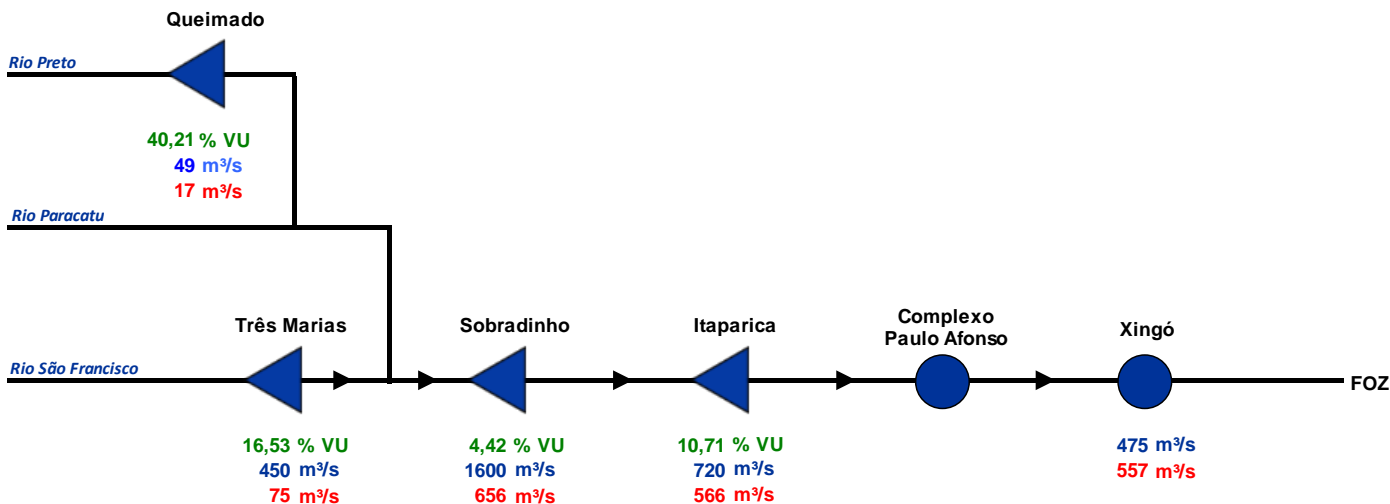 Queimado
Rio Preto
40,21 % VU
49 m³/s
17 m³/s
Rio Paracatu
Três Marias
Sobradinho
Itaparica
Complexo
Paulo Afonso
Xingó
Rio São Francisco
FOZ
16,53 % VU
450 m³/s
75 m³/s
4,42 % VU
1600 m³/s
656 m³/s
10,71 % VU
720 m³/s
566 m³/s
475 m³/s
557 m³/s